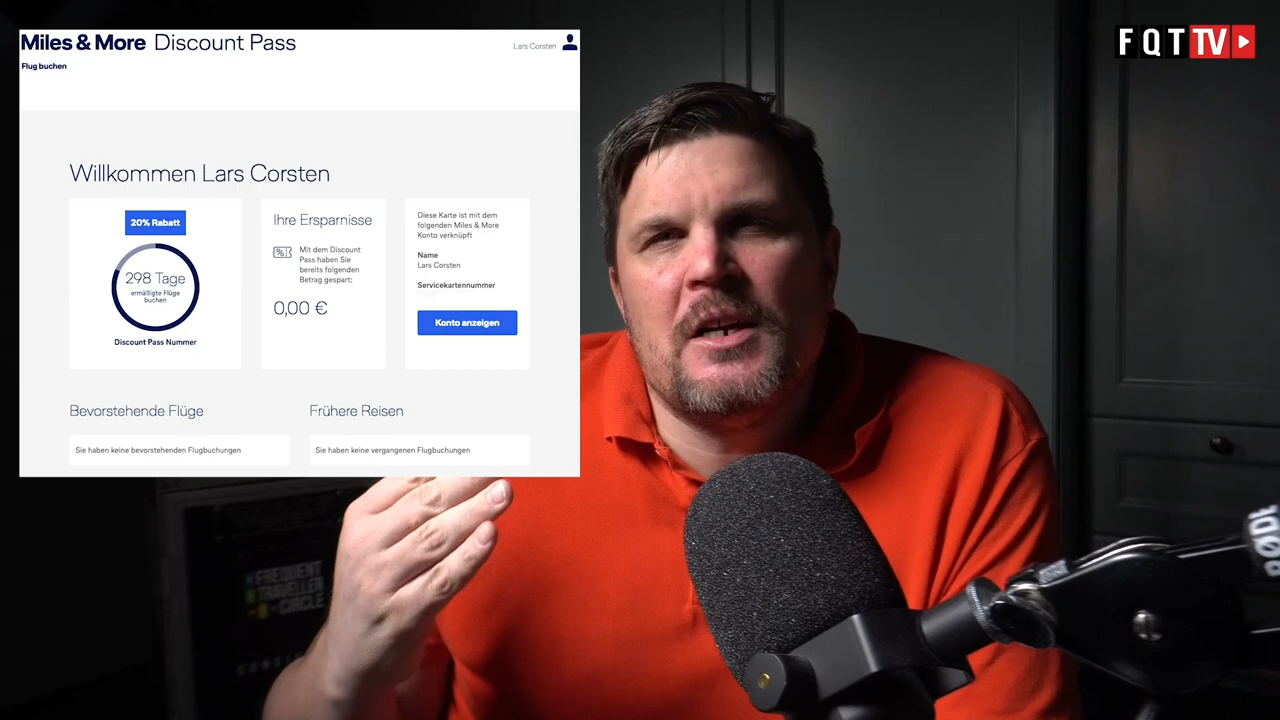 Miles & More Discount Pass
Lars Corsten
Flug buchen
Willkommen Lars Corsten
20% Rabatt
298 Tage
ermäßigte Flüge
buchen
Discount Pass Nummer
Ihre Ersparnisse
%
Mit dem Discount
Pass haben Sie
bereits folgenden
Betrag gespart:
0,00 €
Diese Karte ist mit dem
folgenden Miles & More
Konto verknüpft.
Name
Lars Corsten
Servicekartennummer
Konto anzeigen
Bevorstehende Flüge
Sie haben keine bevorstehenden Flugbuchungen
Frühere Reisen
Sie haben keine vergangenen Flugbuchungen
FQTTV
FREQUENT
TRAVELLER
CIRCLE